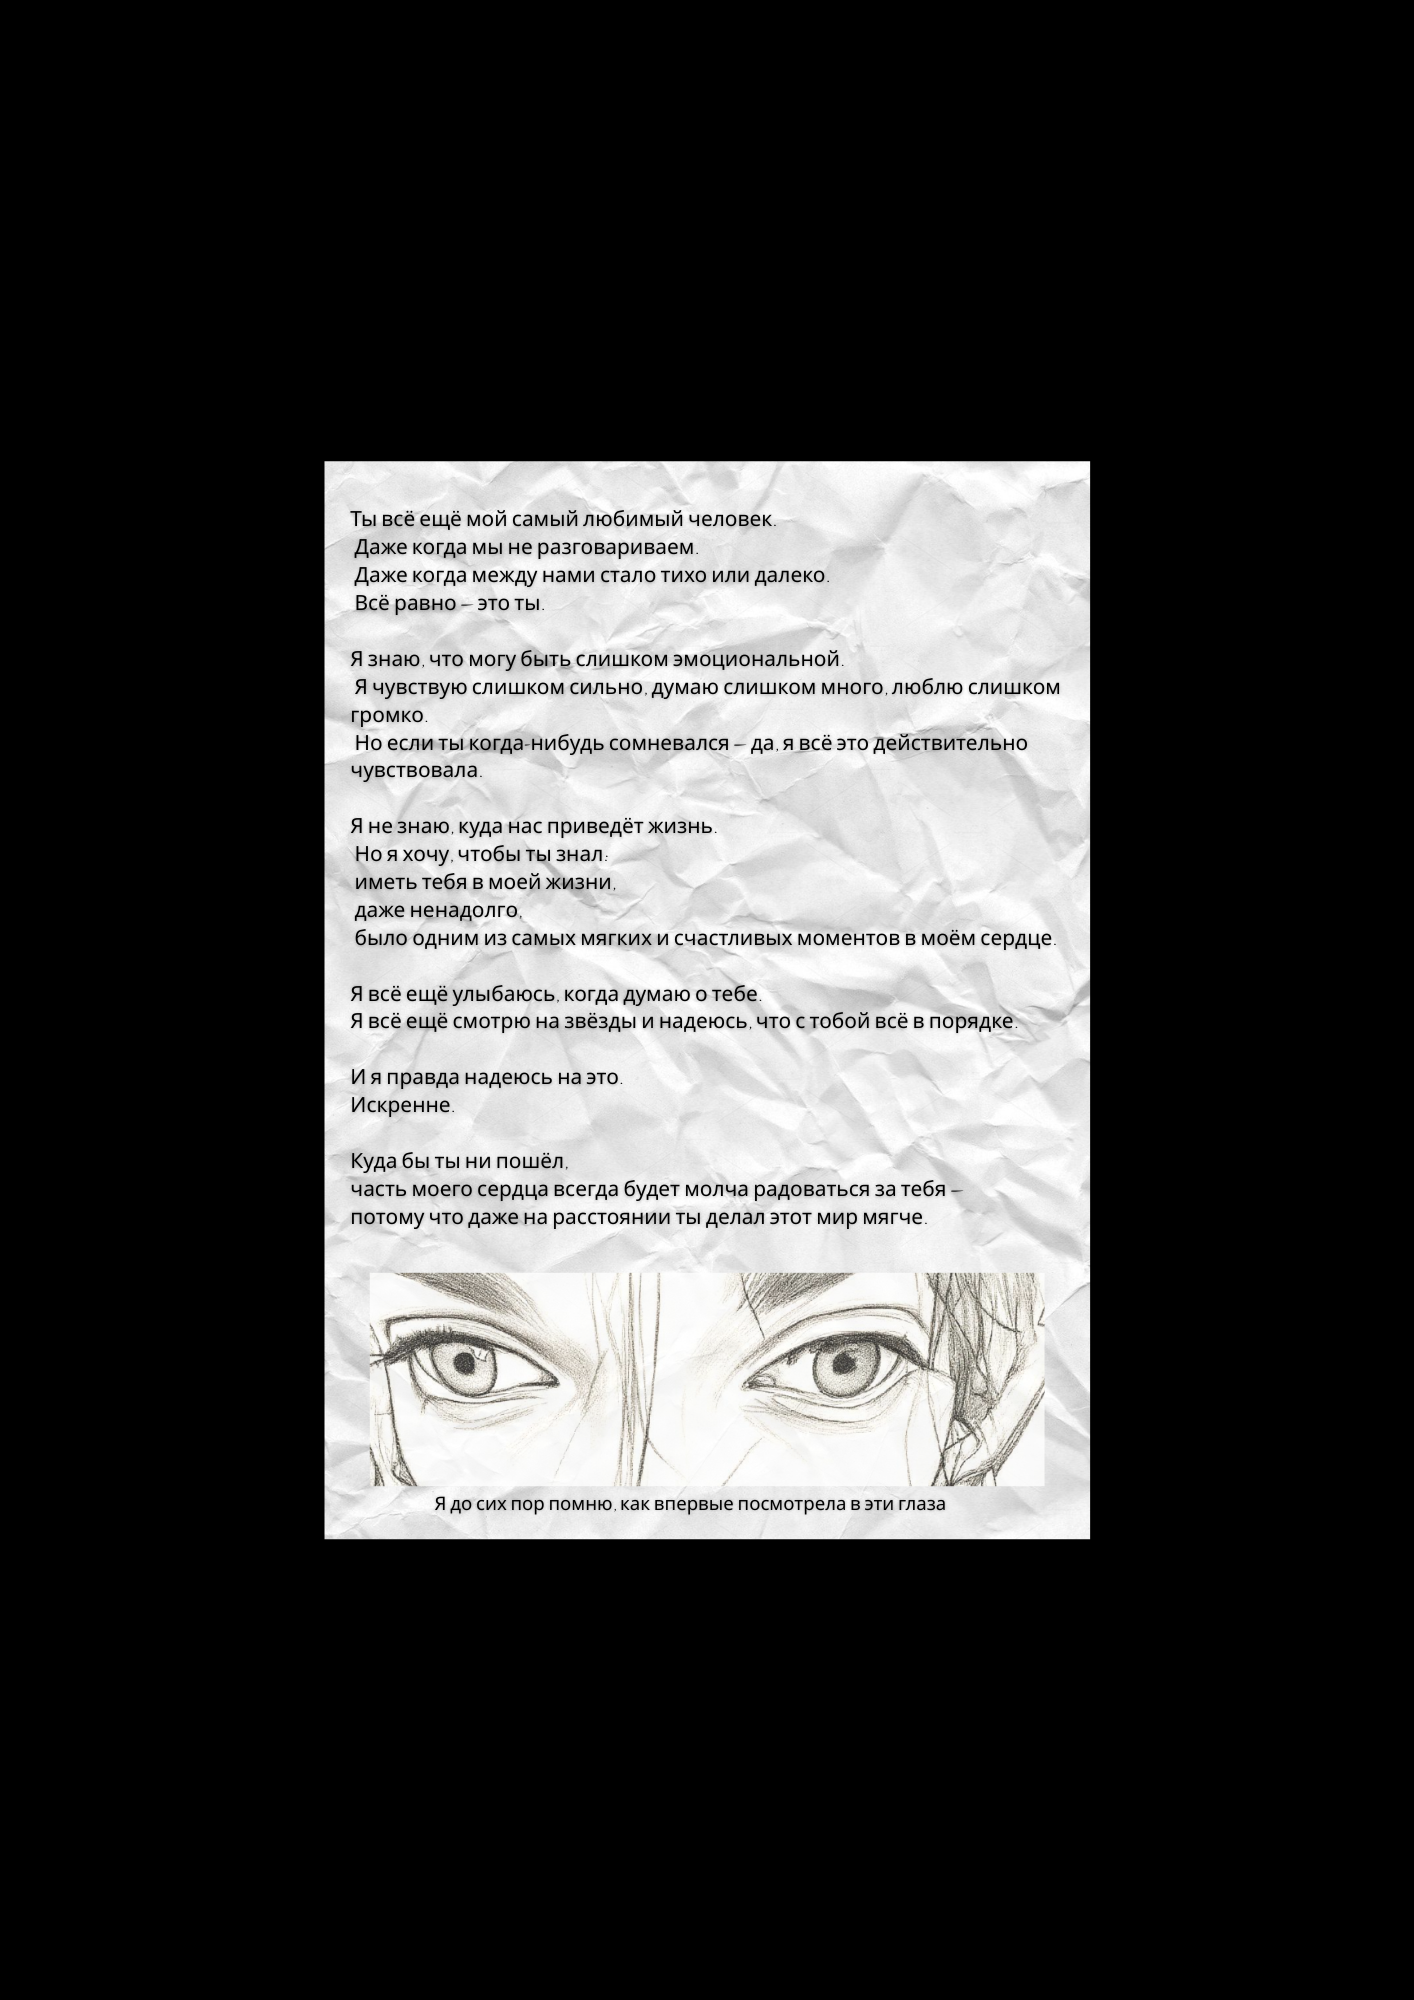 Ты всё ещё мой самый любимый человек.
Даже когда мы не разговариваем.
Даже когда между нами стало тихо или далеко.
Всё равно – это ты.
Я знаю, что могу быть слишком эмоциональной.
Я чувствую слишком сильно, думаю слишком много, люблю слишком
громко.
Но если ты когда-нибудь сомневался – да, я всё это действительно
чувствовала.
Я не знаю, куда нас приведёт жизнь.
Но я хочу, чтобы ты знал:
иметь тебя в моей жизни,
даже ненадолго,
было одним из самых мягких и счастливых моментов в моём сердце.
Я всё ещё улыбаюсь, когда думаю о тебе.
Я всё ещё смотрю на звёзды и надеюсь, что с тобой всё в порядке.
И я правда надеюсь на это.
Искренне.
Куда бы ты ни пошёл,
часть моего сердца всегда будет молча радоваться за тебя –
потому что даже на расстоянии ты делал этот мир мягче.
Я до сих пор помню, как впервые посмотрела в эти глаза